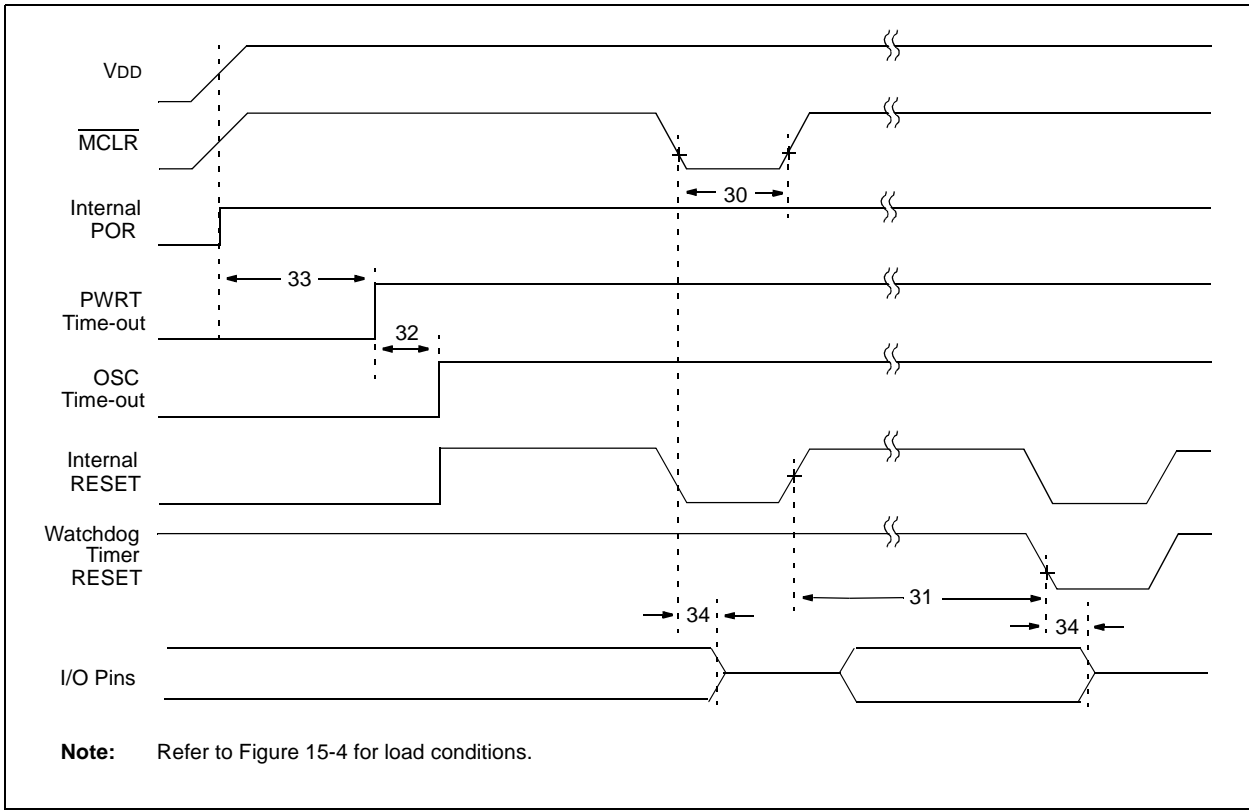 VDD
MCLR
30
Internal
POR
33
PWRT
Time-out
32
OSC
Time-out
Internal
RESET
Watchdog
Timer
RESET
31
34
34
I/O Pins
Note: Refer to Figure 15-4 for load conditions.